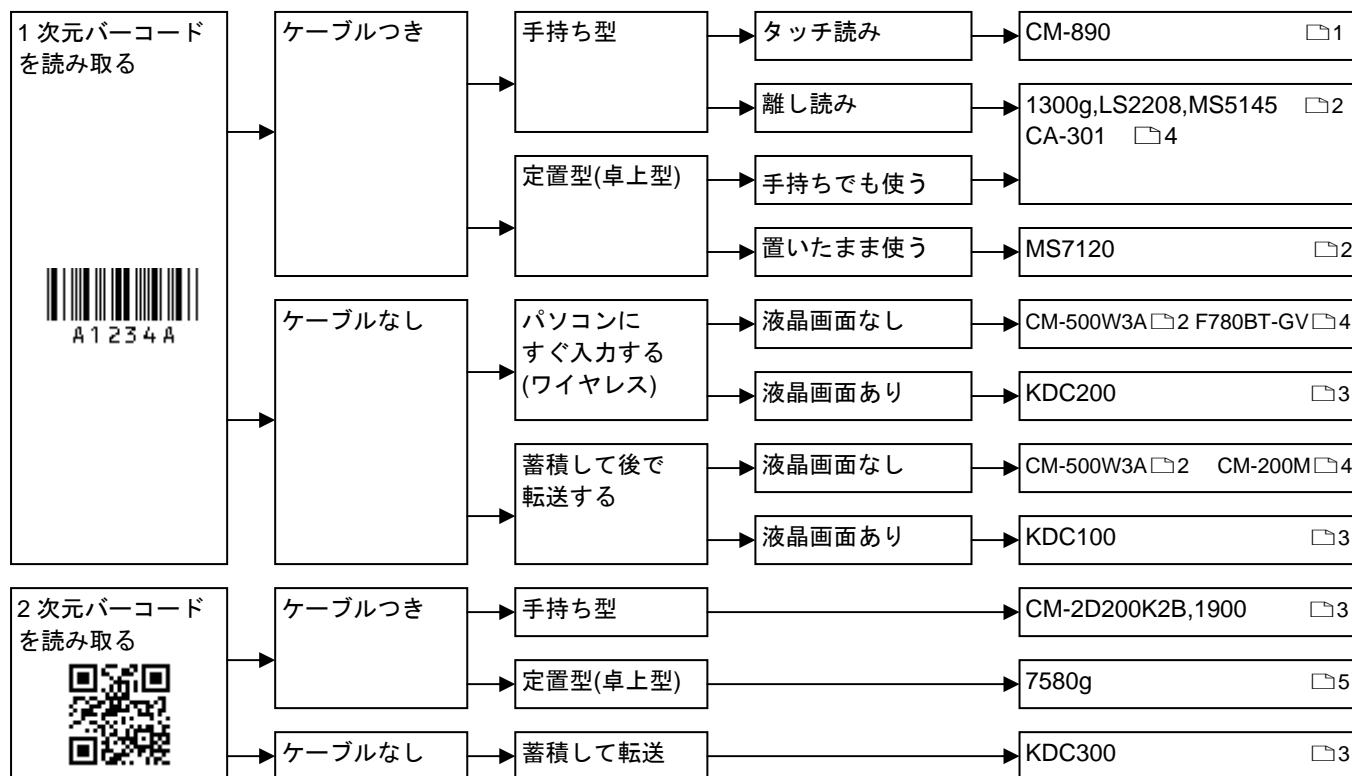 1 次元バーコード
を読み取る
A1234A
ケーブルつき
手持ち型
タッチ読み
CM-890 1
離し読み
1300g,LS2208,MS5145 2
CA-301 4
定置型(卓上型)
手持ちでも使う
置いたまま使う
MS7120 2
ケーブルなし
パソコンに
すぐ入力する
(ワイヤレス)
液晶画面なし
CM-500W3A 2 F780BT-GV 4
液晶画面あり
KDC200 3
蓄積して後で
転送する
液晶画面なし
CM-500W3A 2 CM-200M 4
液晶画面あり
KDC100 3
2 次元バーコード
を読み取る
ケーブルつき
手持ち型
CM-2D200K2B,1900 3
定置型(卓上型)
7580g 5
ケーブルなし
蓄積して転送
KDC300 3